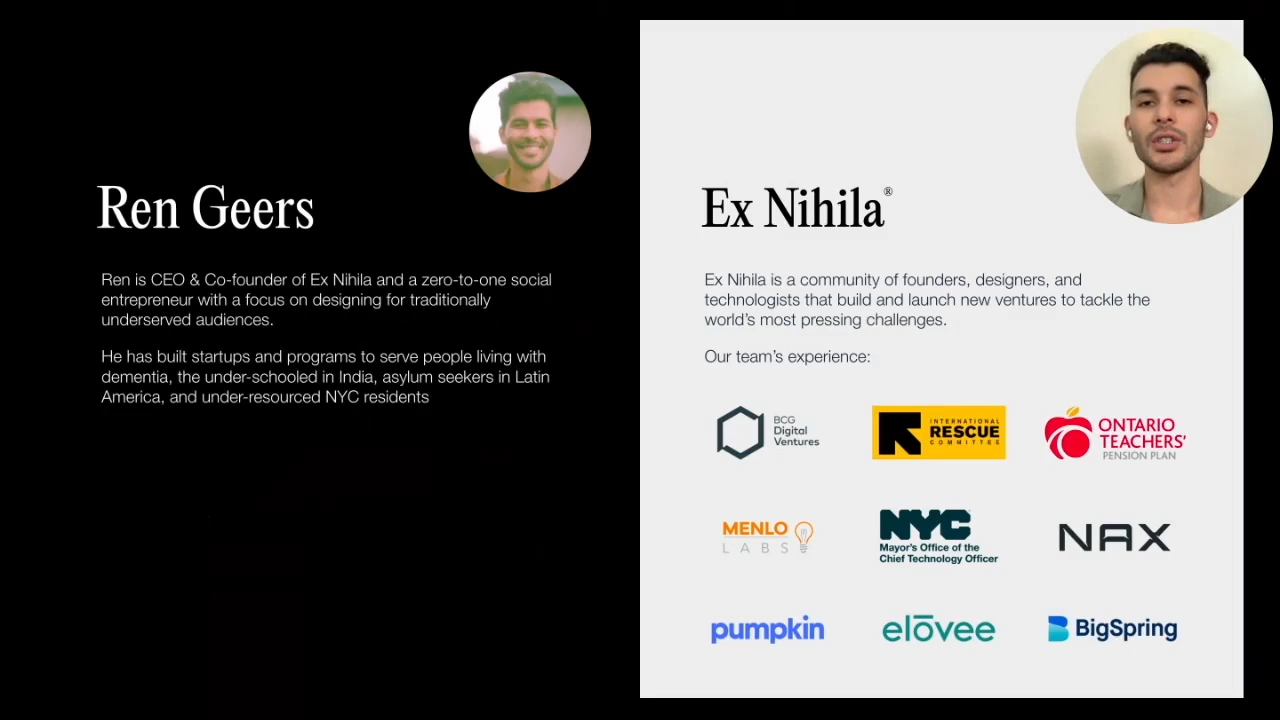 Ren Geers
Ren is CEO & Co-founder of Ex Nihila and a zero-to-one social
entrepreneur with a focus on designing for traditionally
underserved audiences.
He has built startups and programs to serve people living with
dementia, the under-schooled in India, asylum seekers in Latin
America, and under-resourced NYC residents
Ex Nihila®
Ex Nihila is a community of founders, designers, and
technologists that build and launch new ventures to tackle the
world's most pressing challenges.
Our team's experience:
BCG
Digital
Ventures
INTERNATIONAL
RESCUE
COMMITTEE
ONTARIO
TEACHERS'
PENSION PLAN
MENLO
LABS
NYC
Mayor's Office of the
Chief Technology Officer
NAX
pumpkin
elōvee
BigSpring